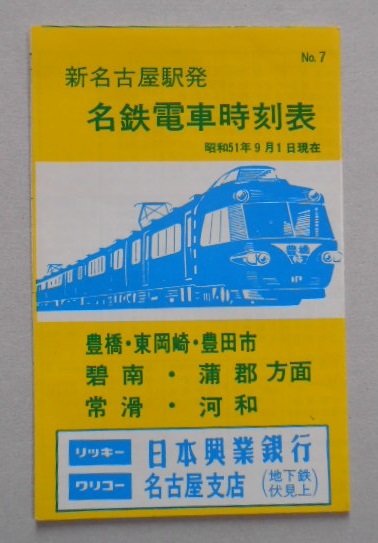 No.7
新名古屋駅発
名鉄電車時刻表
昭和51年9月1日現在
豊橋
豊橋・東岡崎・豊田市
碧南・蒲郡方面
常滑・河和
リッキー 日本興業銀行
ワリコー 名古屋支店 (地下鉄伏見上)